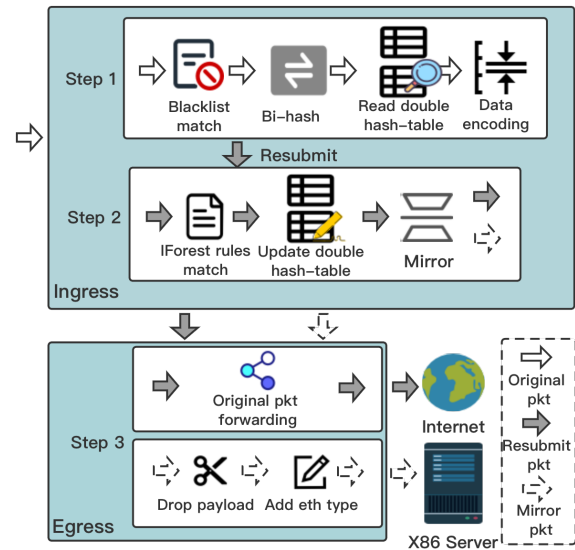 Step 1
Blacklist
match
Bi-hash
Read double
hash-table
Data
encoding
Resubmit
Step 2
IForest rules
match
Update double
hash-table
Mirror
Ingress
Step 3
Original pkt
forwarding
Drop payload
Add eth type
Egress
Internet
X86 Server
Original
pkt
Resubmit
pkt
Mirror
pkt